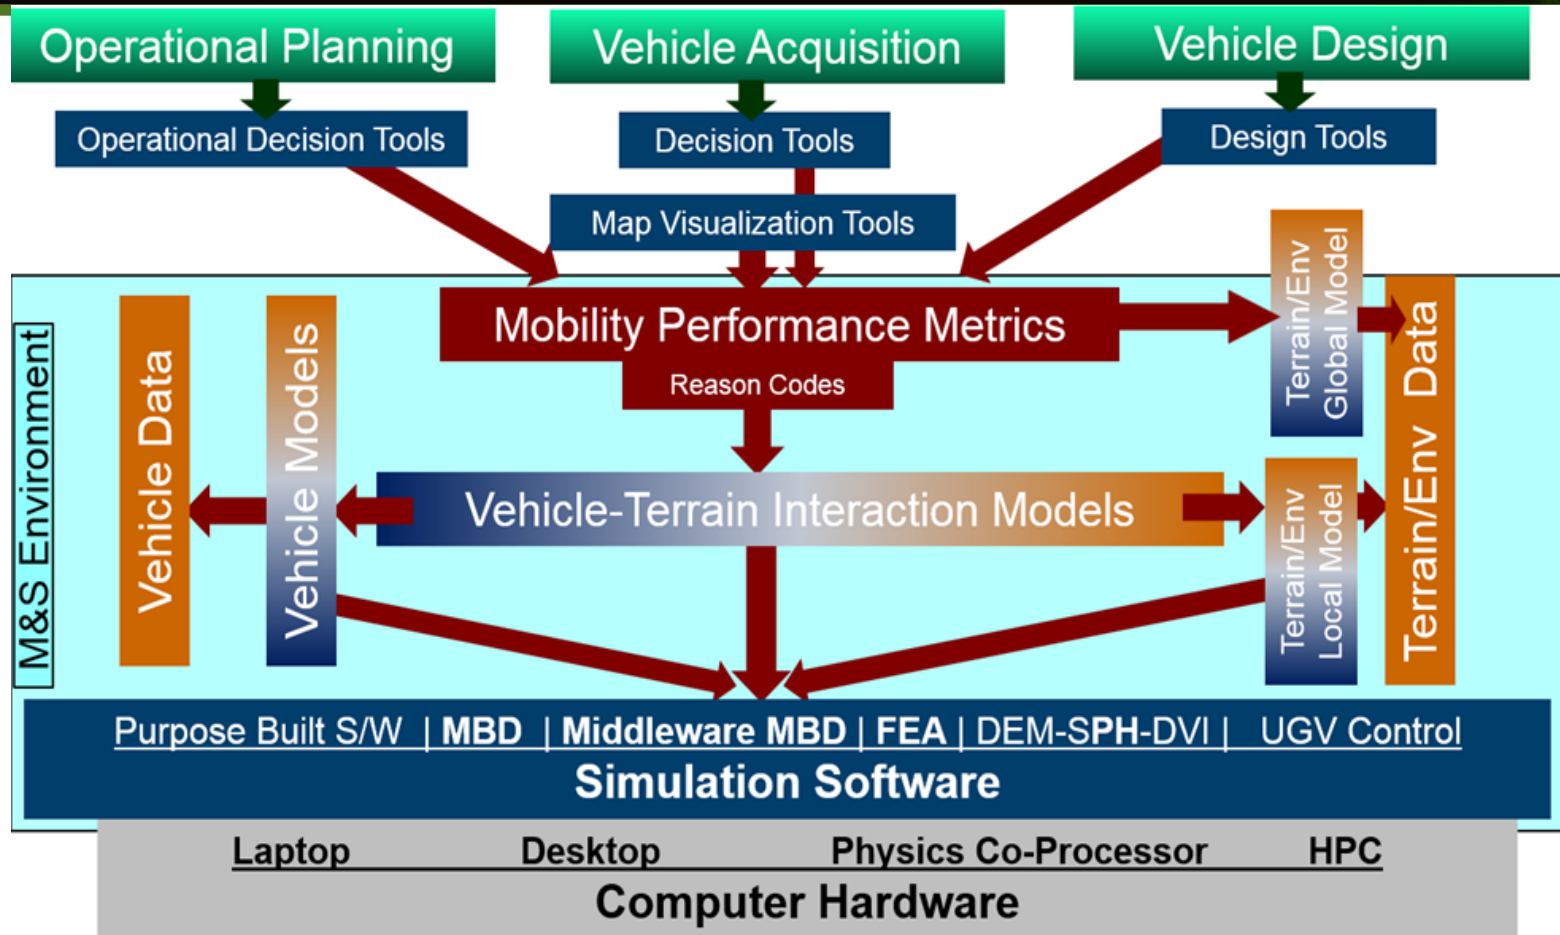 Operational Planning
Vehicle Acquisition
Vehicle Design
Operational Decision Tools
Decision Tools
Design Tools
Map Visualization Tools
Mobility Performance Metrics
Reason Codes
Terrain/Env
Global Model
Terrain/Env Data
M&S Environment
Vehicle Data
Vehicle Models
Vehicle-Terrain Interaction Models
Terrain/Env
Local Model
Purpose Built S/W | MBD | Middleware MBD | FEA | DEM-SPH-DVI | UGV Control
Simulation Software
Laptop Desktop Physics Co-Processor HPC
Computer Hardware